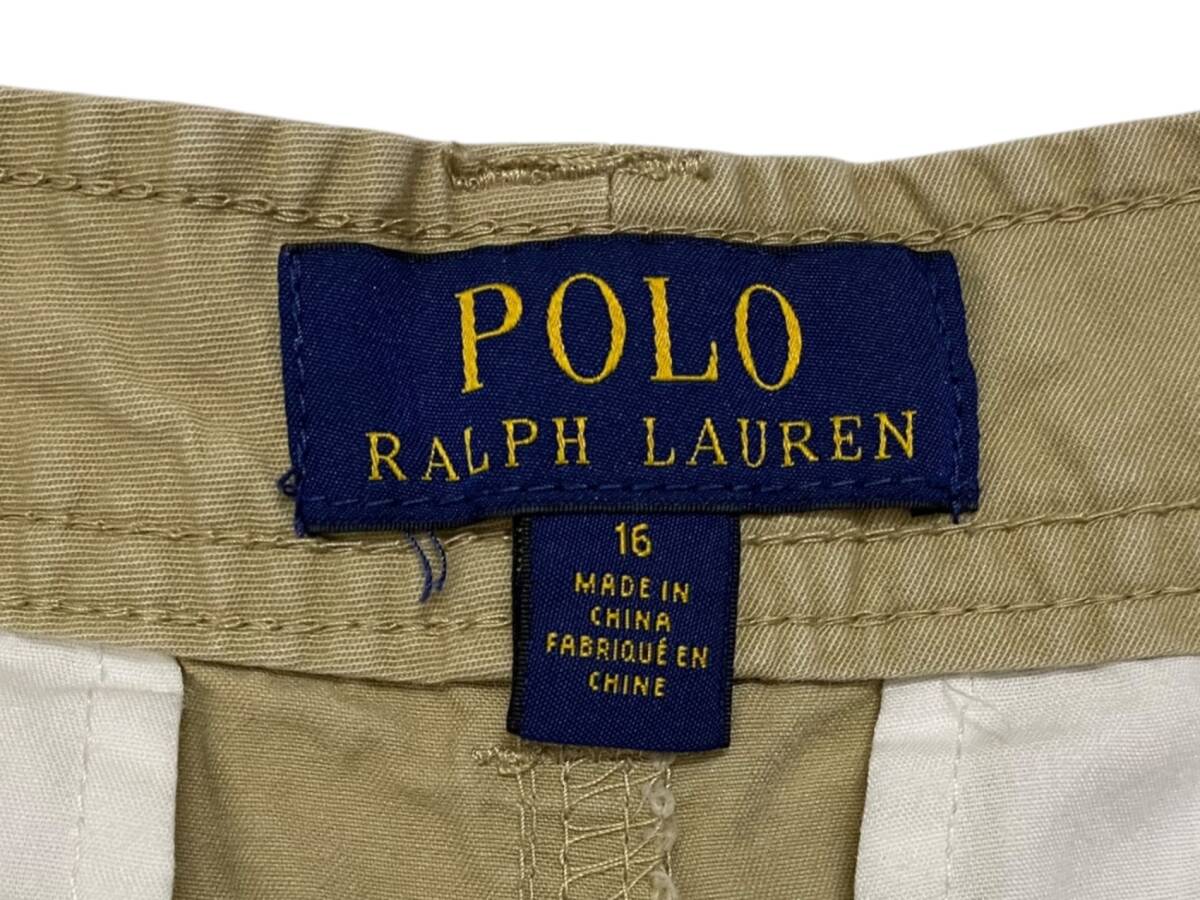 POLO
RALPH LAUREN
16
MADE IN
CHINA
FABRIQUÉ EN
CHINE